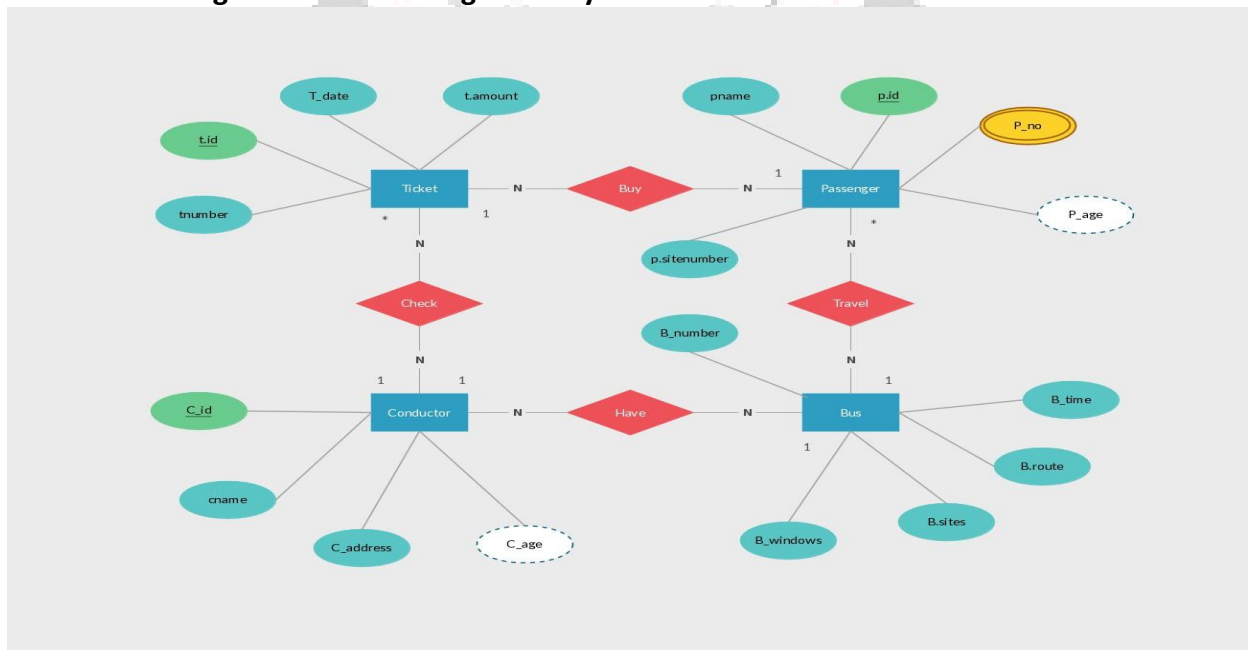 T_date
t.amount
pname
p.id
t.id
P_no
Ticket
N
Buy
N
1
Passenger
tnumber
*
1
*
P_age
N
N
p.sitenumber
Check
Travel
B_number
N
N
1
1
1
C_id
Conductor
N
Have
N
Bus
B_time
1
B.route
cname
B.sites
C_address
C_age
B_windows